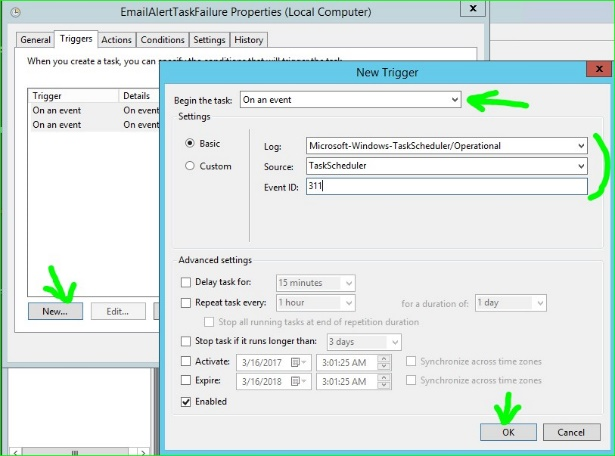 EmailAlertTaskFailure Properties (Local Computer)
x
General Triggers Actions Conditions Settings History
When you create a task, you can specify the conditions that will trigger the task.
Trigger Details
On an event On event
On an event On event
New... Edit...
New Trigger
x
Begin the task: On an event
Settings
Basic
Custom
Log: Microsoft-Windows-TaskScheduler/Operational
Source: TaskScheduler
Event ID: 311
Advanced settings
Delay task for: 15 minutes
Repeat task every: 1 hour for a duration of: 1 day
Stop all running tasks at end of repetition duration
Stop task if it runs longer than: 3 days
Activate: 3/16/2017 3:01:25 AM Synchronize across time zones
Expire: 3/16/2018 3:01:25 AM Synchronize across time zones
Enabled
OK Cancel